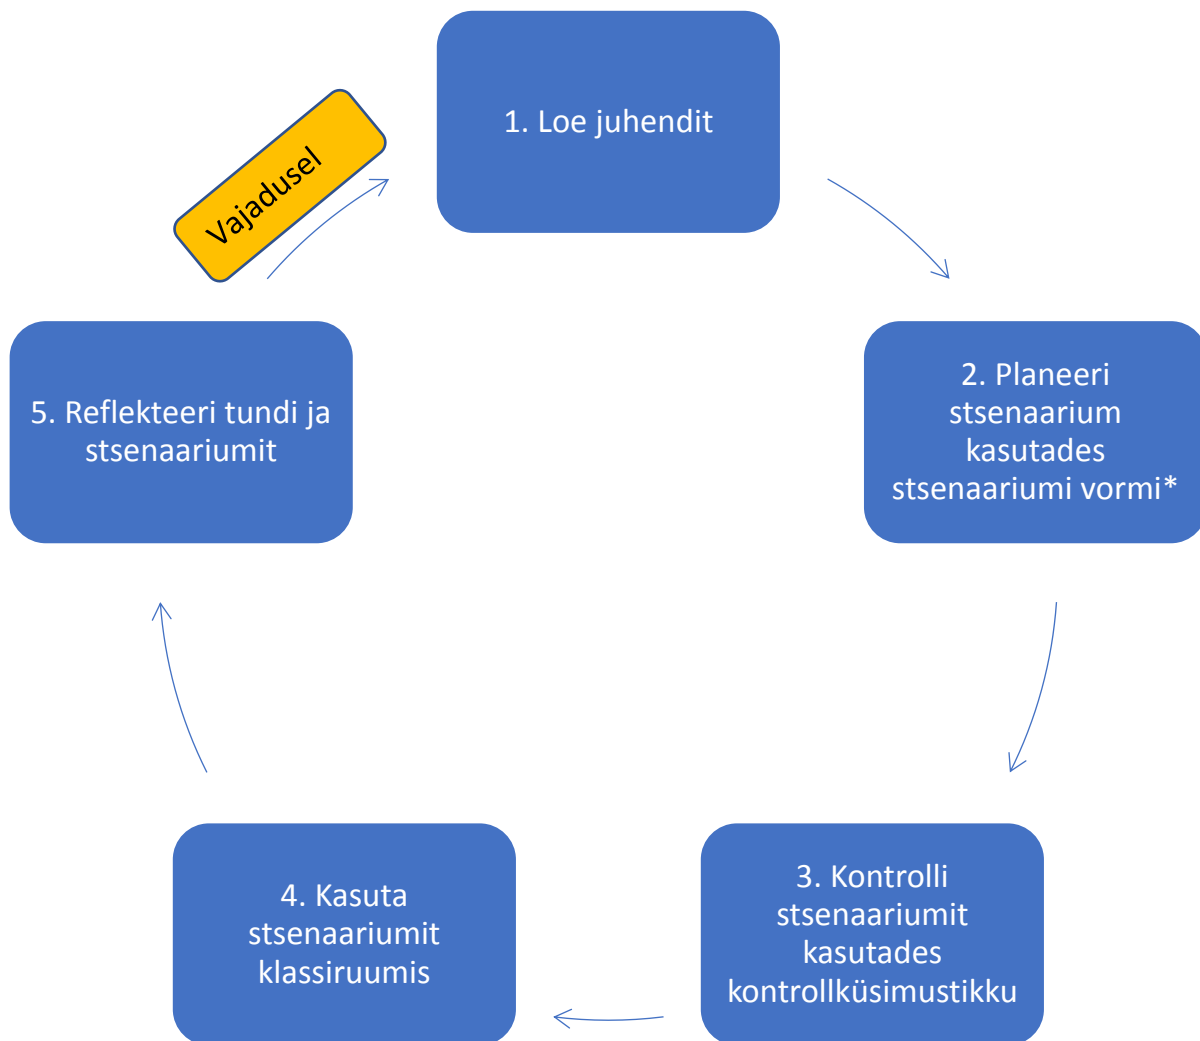 1. Loe juhendit
Vajadusel
2. Planeeri
stsenaarium
kasutades
stsenaariumi vormi*
3. Kontrolli
stsenaariumit
kasutades
kontrollküsimustikku
4. Kasuta
stsenaariumit
klassiruumis
5. Reflekteeri tundi ja
stsenaariumit